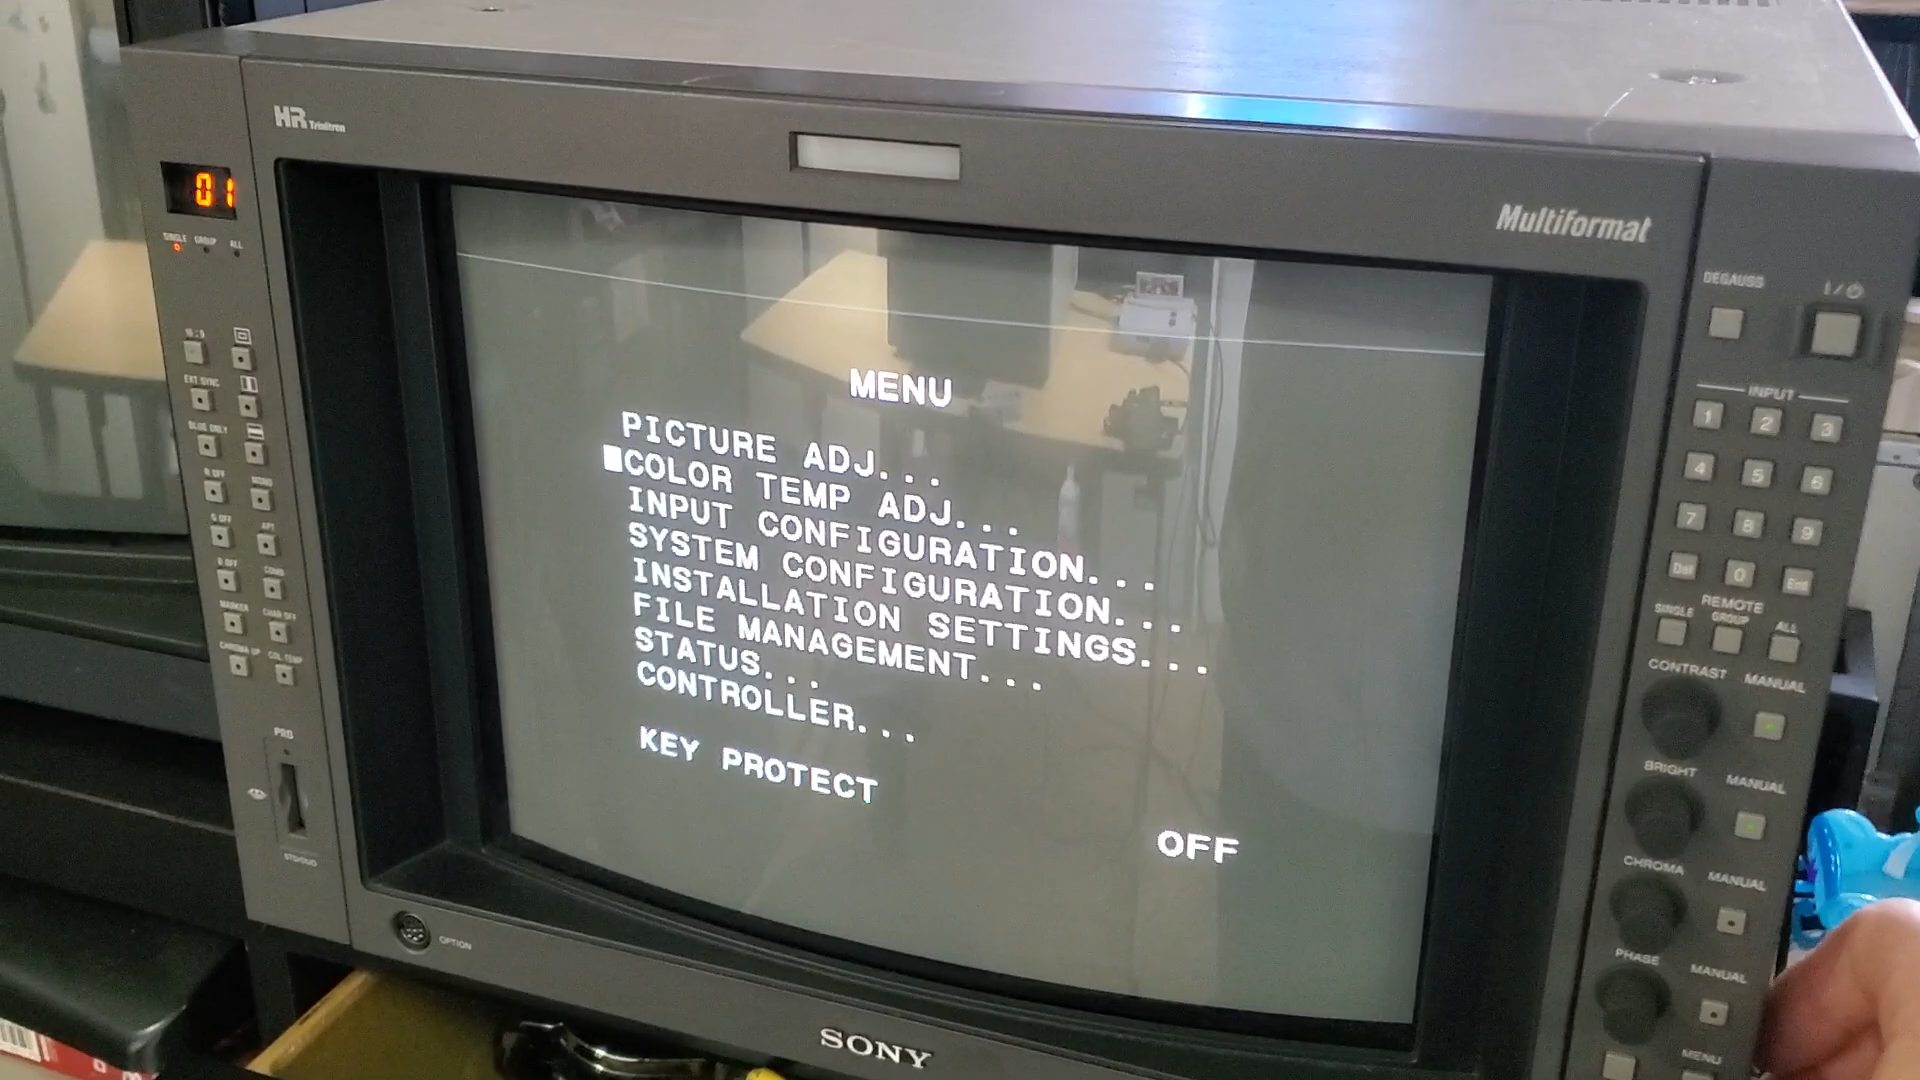 HR Trinitron
01
SINGLE GROUP ALL
Multiformat
DEGAUSS
16:9
EXT SYNC
BLUE ONLY
R OFF
MONO
G OFF
APT
B OFF
COMB
MARKER
CHAR OFF
CHROMA UP
COL TEMP
PRB
STD/DUO
OPTION
MENU
PICTURE ADJ...
COLOR TEMP ADJ...
INPUT CONFIGURATION...
SYSTEM CONFIGURATION...
INSTALLATION SETTINGS...
FILE MANAGEMENT...
STATUS...
CONTROLLER...
KEY PROTECT
OFF
INPUT
1 2 3
4 5 6
7 8 9
Del 0 Ent
REMOTE
SINGLE GROUP ALL
CONTRAST MANUAL
BRIGHT MANUAL
CHROMA MANUAL
PHASE MANUAL
MENU
SONY